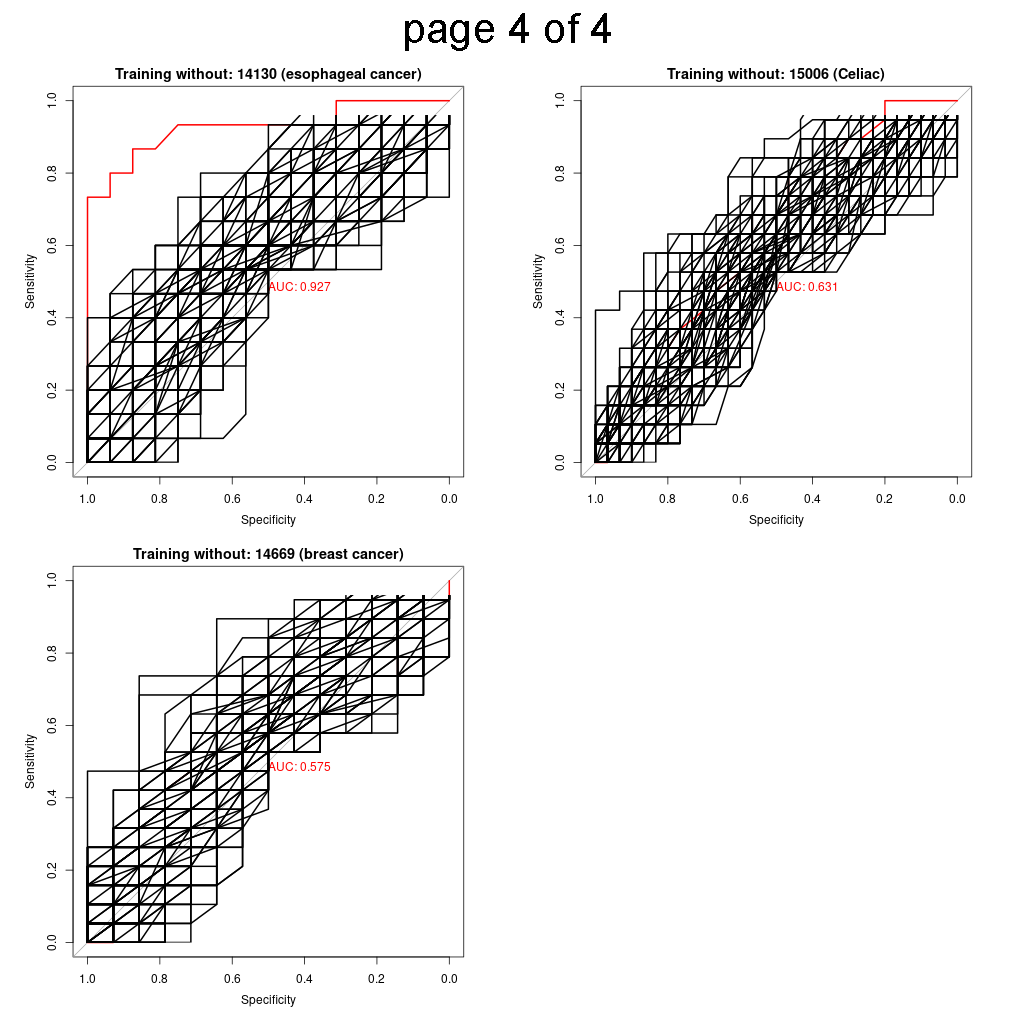 page 4 of 4
Training without: 14130 (esophageal cancer)
Sensitivity
1.0
0.8
0.6
0.4
0.2
0.0
AUC: 0.927
1.0 0.8 0.6 0.4 0.2 0.0
Specificity
Training without: 15006 (Celiac)
Sensitivity
1.0
0.8
0.6
0.4
0.2
0.0
AUC: 0.631
1.0 0.8 0.6 0.4 0.2 0.0
Specificity
Training without: 14669 (breast cancer)
Sensitivity
1.0
0.8
0.6
0.4
0.2
0.0
AUC: 0.575
1.0 0.8 0.6 0.4 0.2 0.0
Specificity